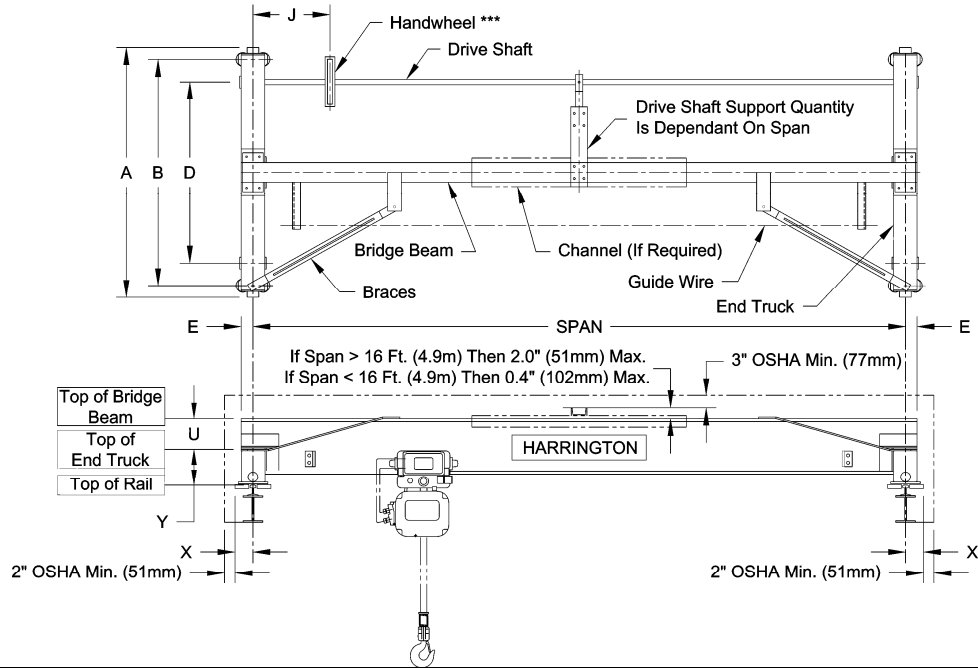 J
Handwheel ***
Drive Shaft
Drive Shaft Support Quantity
Is Dependant On Span
A
B
D
Bridge Beam
Channel (If Required)
Guide Wire
End Truck
Braces
E
SPAN
E
If Span > 16 Ft. (4.9m) Then 2.0" (51mm) Max.
If Span < 16 Ft. (4.9m) Then 0.4" (102mm) Max.
3" OSHA Min. (77mm)
Top of Bridge
Beam
U
Top of
End Truck
HARRINGTON
Top of Rail
Y
X
X
2" OSHA Min. (51mm)
2" OSHA Min. (51mm)